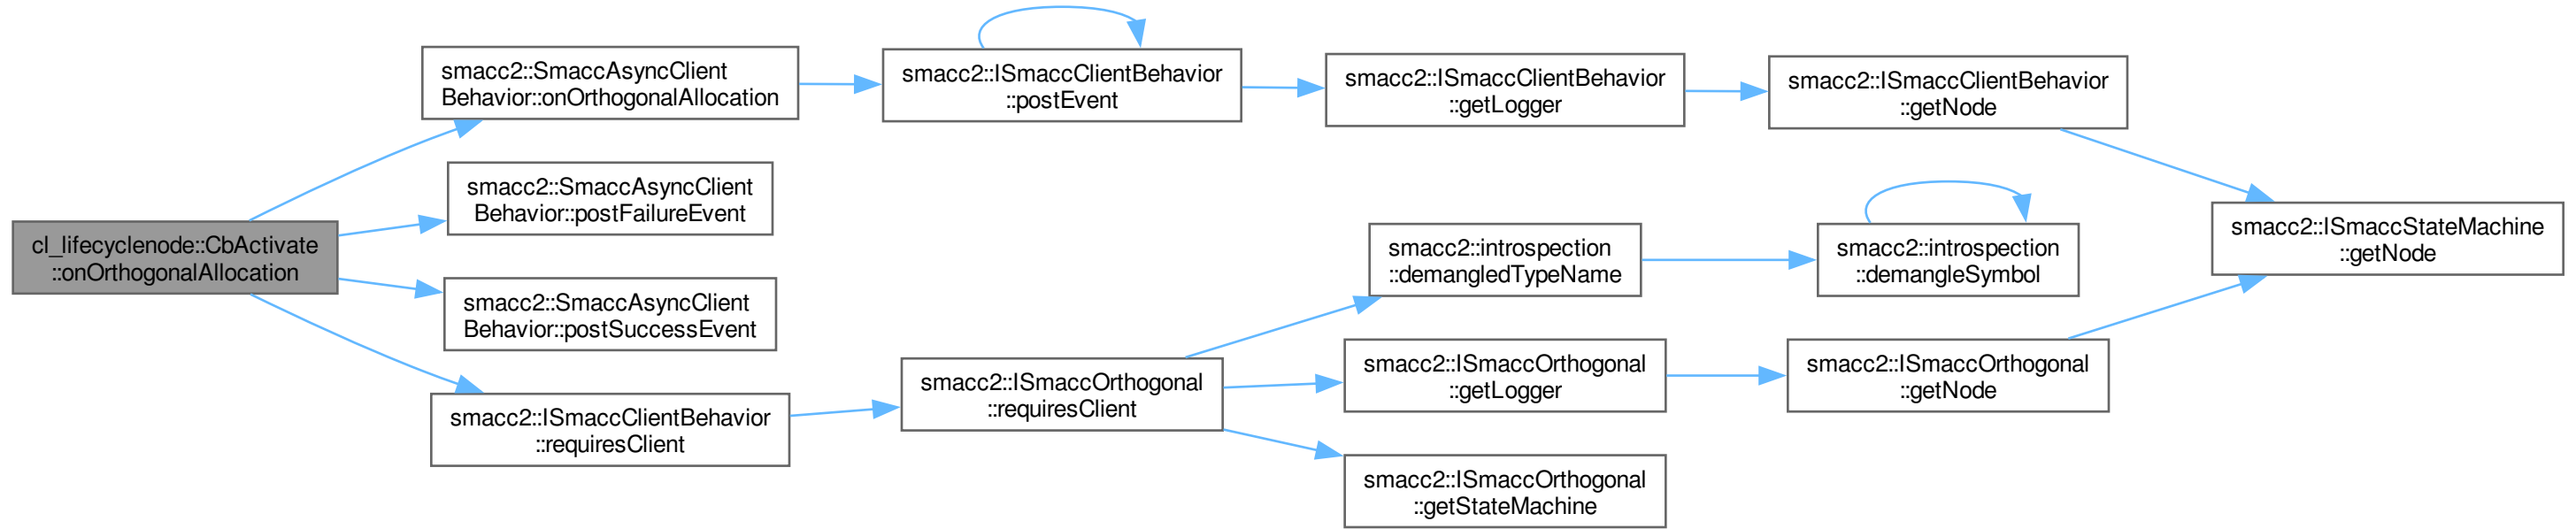 cl_lifecyclenode::CbActivate
::onOrthogonalAllocation
smacc2::SmaccAsyncClient
Behavior::onOrthogonalAllocation
smacc2::ISmaccClientBehavior
::postEvent
smacc2::ISmaccClientBehavior
::getLogger
smacc2::ISmaccClientBehavior
::getNode
smacc2::ISmaccStateMachine
::getNode
smacc2::SmaccAsyncClient
Behavior::postFailureEvent
smacc2::SmaccAsyncClient
Behavior::postSuccessEvent
smacc2::ISmaccClientBehavior
::requiresClient
smacc2::ISmaccOrthogonal
::requiresClient
smacc2::introspection
::demangledTypeName
smacc2::introspection
::demangleSymbol
smacc2::ISmaccOrthogonal
::getLogger
smacc2::ISmaccOrthogonal
::getNode
smacc2::ISmaccOrthogonal
::getStateMachine